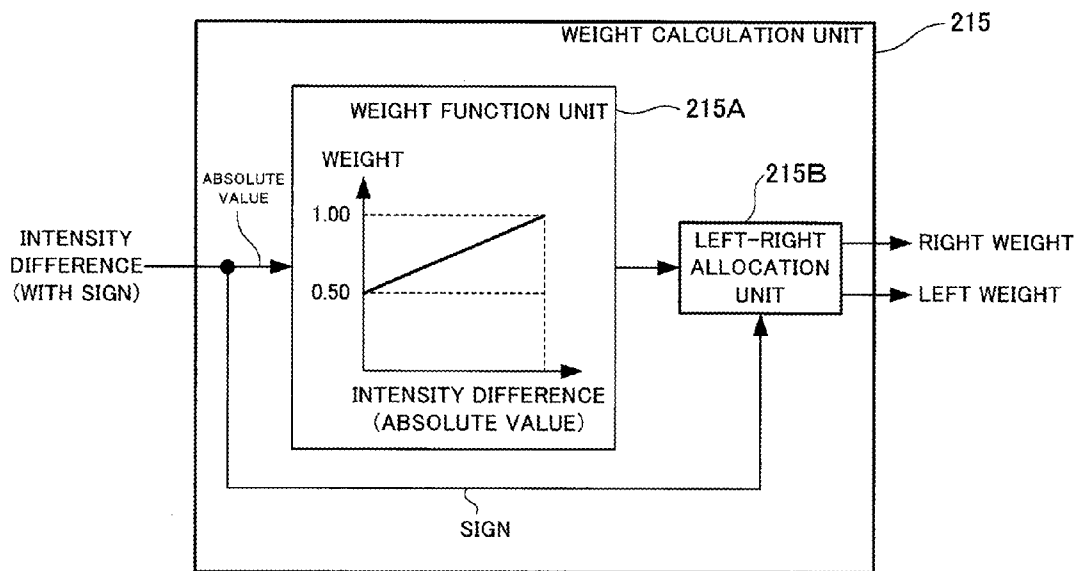 WEIGHT CALCULATION UNIT
215
WEIGHT FUNCTION UNIT
215A
WEIGHT
1.00
0.50
INTENSITY DIFFERENCE
(ABSOLUTE VALUE)
ABSOLUTE
VALUE
INTENSITY
DIFFERENCE
(WITH SIGN)
215B
LEFT-RIGHT
ALLOCATION
UNIT
RIGHT WEIGHT
LEFT WEIGHT
SIGN